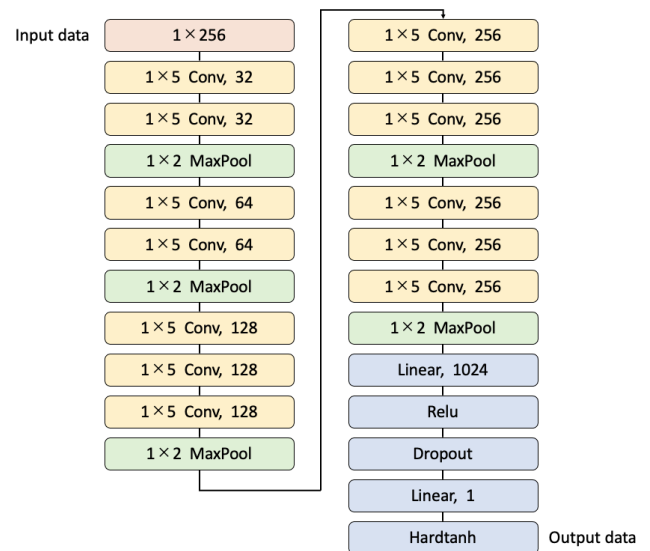 Input data
1×256
1×5 Conv, 32
1×5 Conv, 32
1×2 MaxPool
1×5 Conv, 64
1×5 Conv, 64
1×2 MaxPool
1×5 Conv, 128
1×5 Conv, 128
1×5 Conv, 128
1×2 MaxPool
1×5 Conv, 256
1×5 Conv, 256
1×5 Conv, 256
1×2 MaxPool
1×5 Conv, 256
1×5 Conv, 256
1×5 Conv, 256
1×2 MaxPool
Linear, 1024
Relu
Dropout
Linear, 1
Hardtanh
Output data